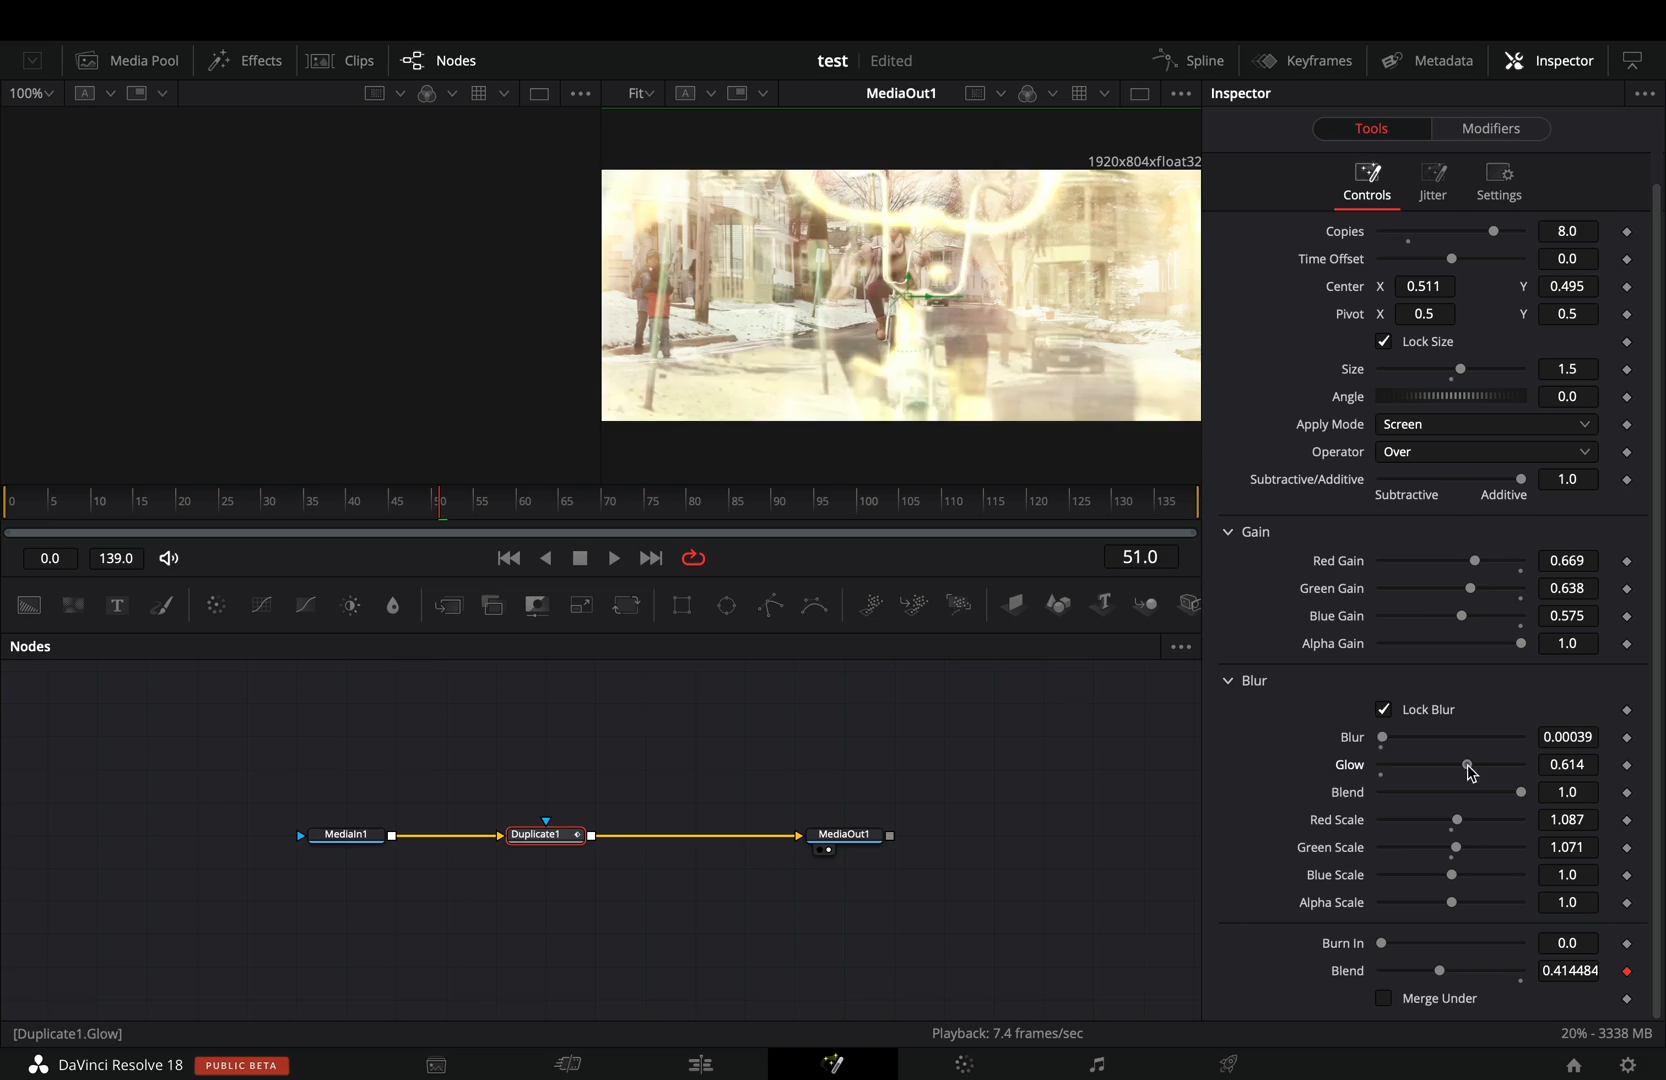 Media Pool Effects Clips Nodes test Edited Spline Keyframes Metadata Inspector
100% A Fit A MediaOut1 Inspector
Tools Modifiers
1920x804xfloat32
Controls Jitter Settings
Copies 8.0
Time Offset 0.0
Center X 0.511 Y 0.495
Pivot X 0.5 Y 0.5
Lock Size
Size 1.5
Angle 0.0
Apply Mode Screen
Operator Over
Subtractive/Additive 1.0
Subtractive Additive
0 5 10 15 20 25 30 35 40 45 50 55 60 65 70 75 80 85 90 95 100 105 110 115 120 125 130 135
Gain
0.0 139.0 51.0
Red Gain 0.669
Green Gain 0.638
Blue Gain 0.575
Alpha Gain 1.0
Nodes
Blur
Lock Blur
Blur 0.00039
Glow 0.614
Blend 1.0
Red Scale 1.087
MediaIn1 Duplicate1 MediaOut1
Green Scale 1.071
Blue Scale 1.0
Alpha Scale 1.0
Burn In 0.0
Blend 0.414484
Merge Under
[Duplicate1.Glow] Playback: 7.4 frames/sec 20% - 3338 MB
DaVinci Resolve 18 PUBLIC BETA